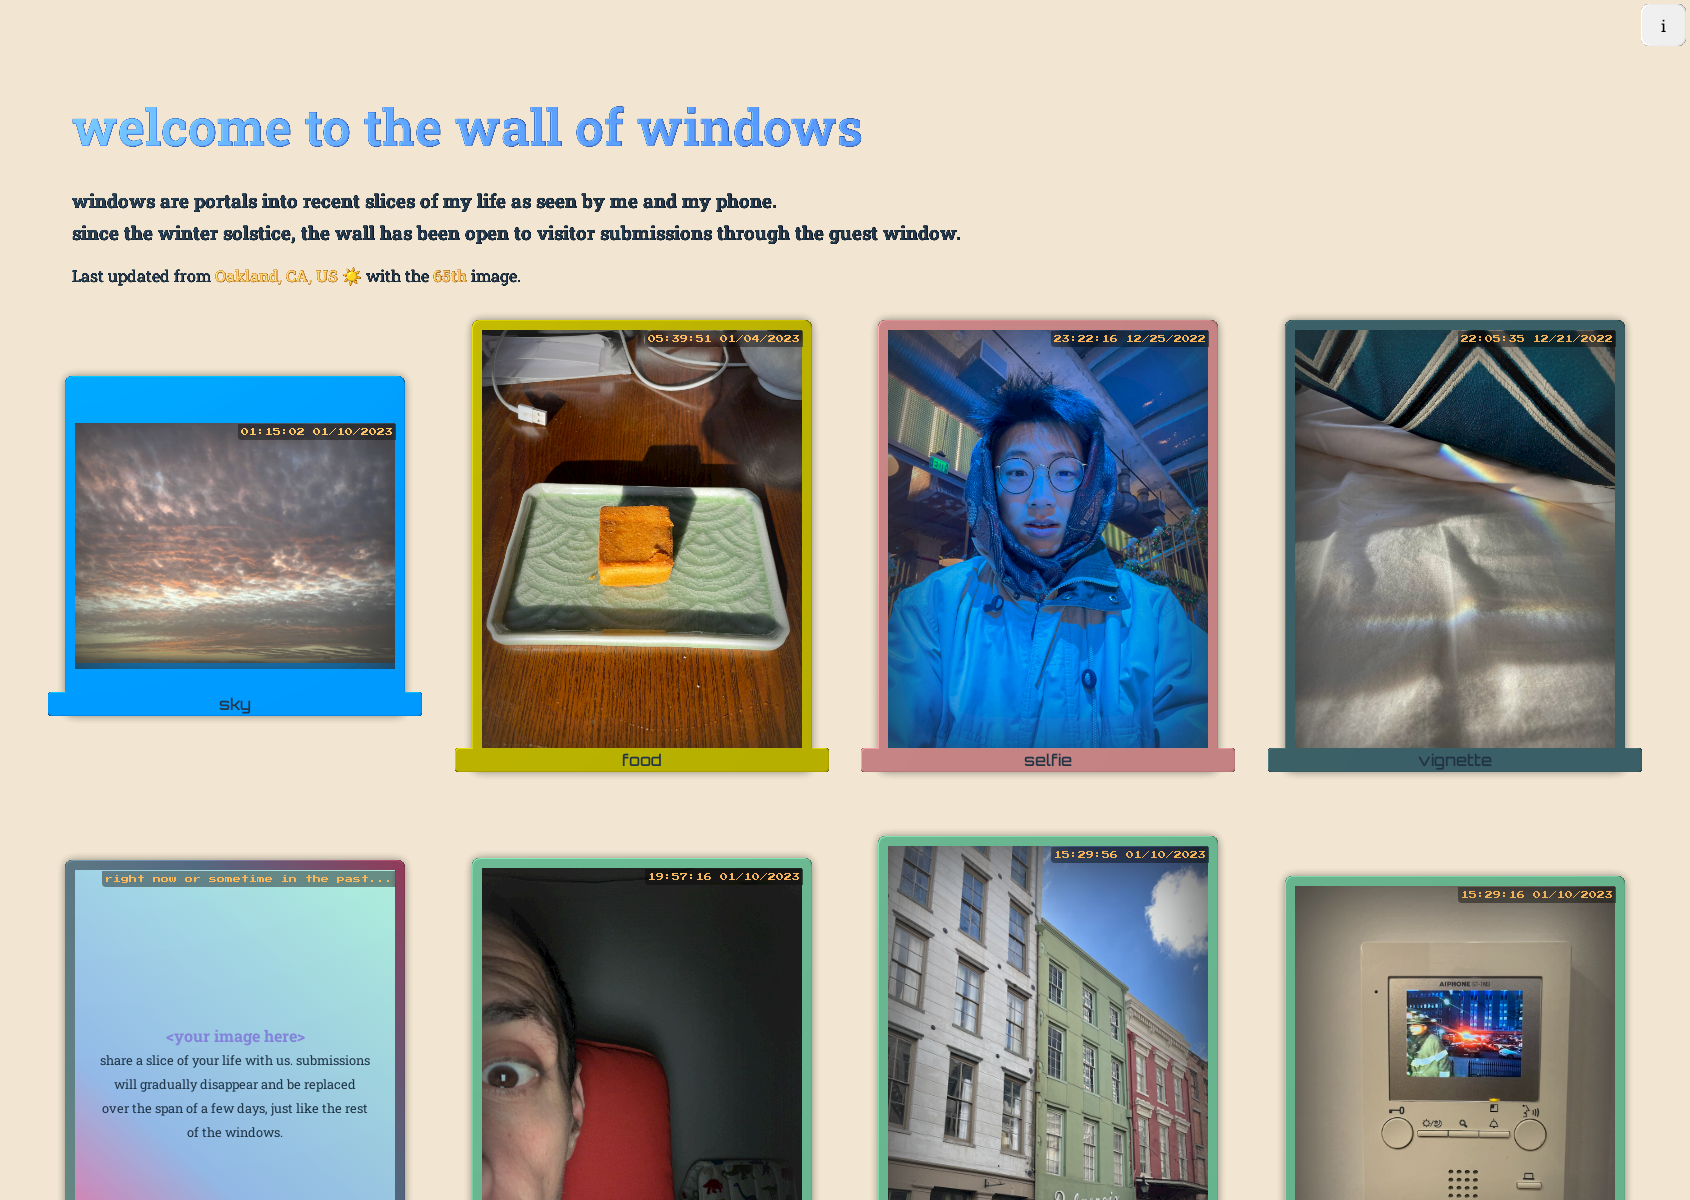 i
welcome to the wall of windows
windows are portals into recent slices of my life as seen by me and my phone.
since the winter solstice, the wall has been open to visitor submissions through the guest window.
Last updated from Oakland, CA, US ☀️ with the 65th image.
01:15:02 01/10/2023
sky
05:39:51 01/04/2023
food
23:22:16 12/25/2022
EXIT
selfie
22:05:35 12/21/2022
vignette
right now or sometime in the past...
<your image here>
share a slice of your life with us. submissions
will gradually disappear and be replaced
over the span of a few days, just like the rest
of the windows.
19:57:16 01/10/2023
15:29:56 01/10/2023
15:29:16 01/10/2023
AIPHONE